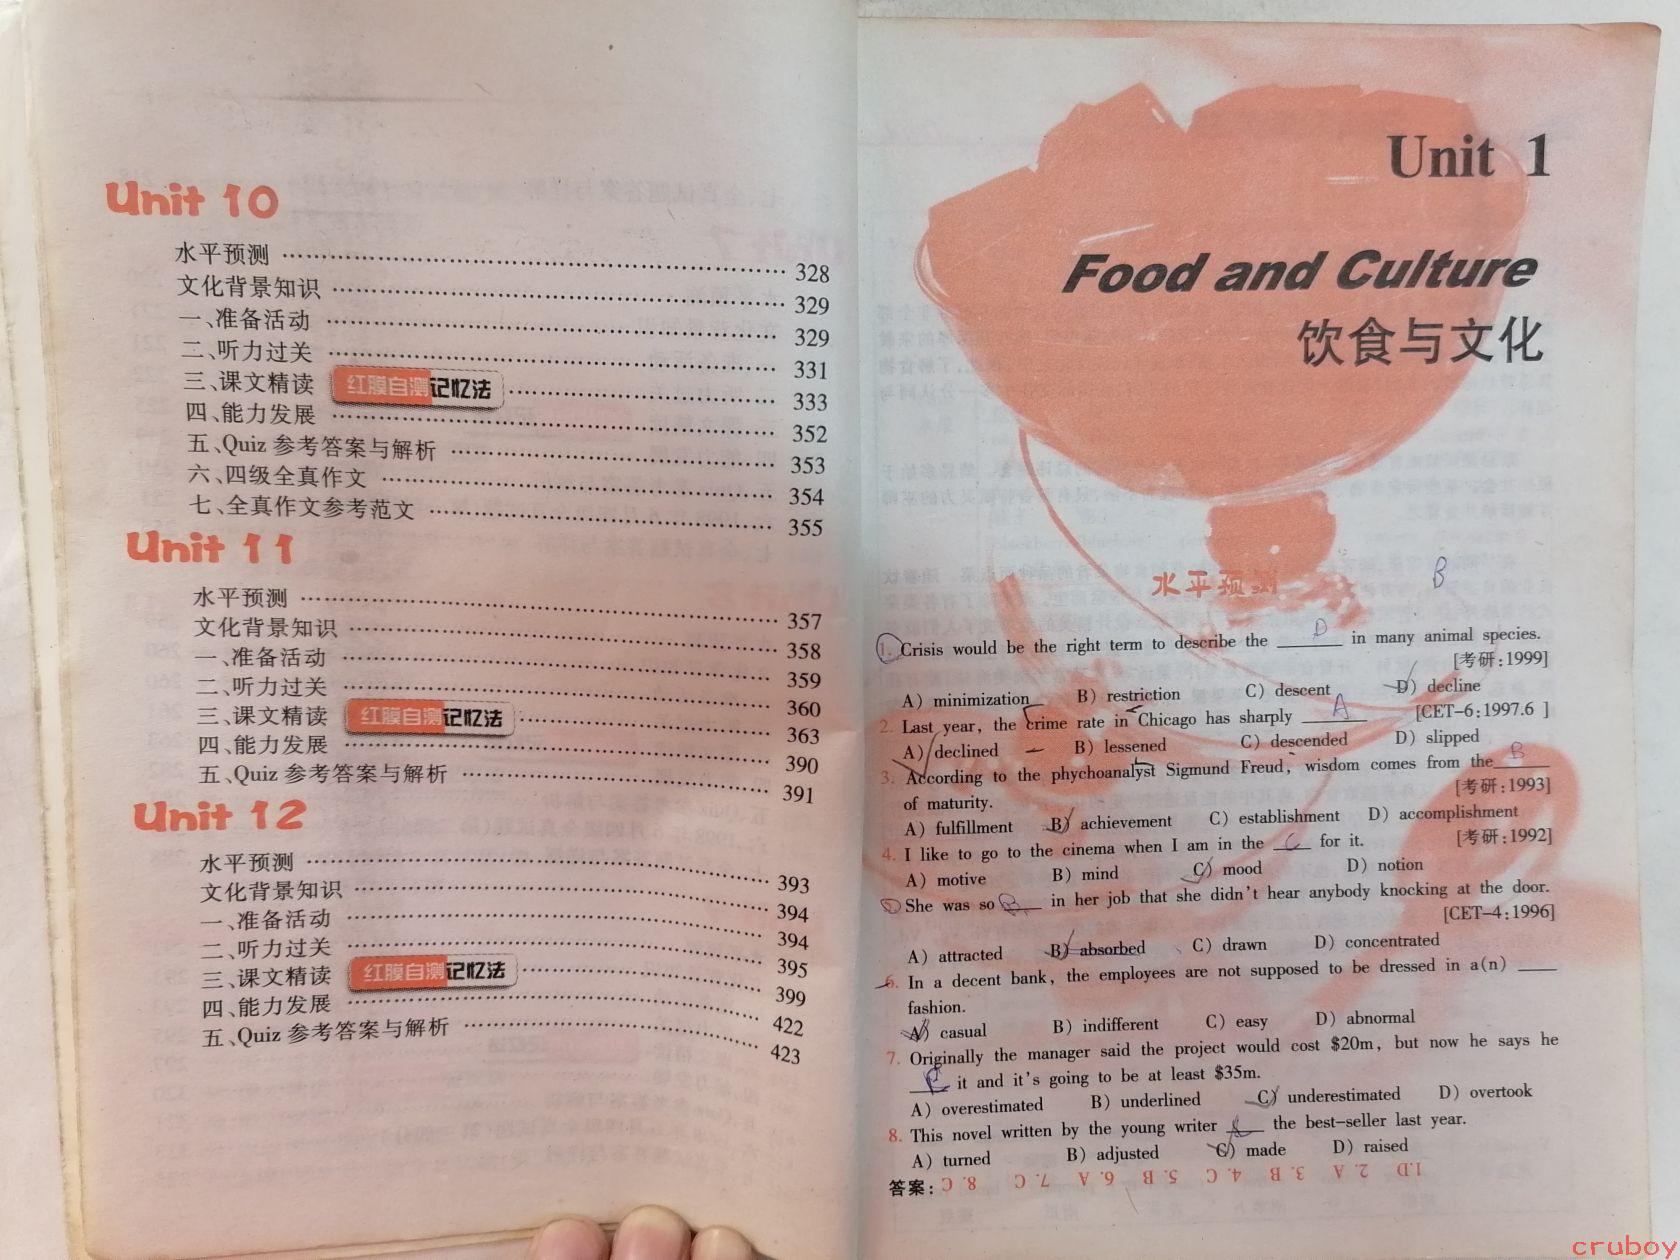 Unit 10
水平预测 328
文化背景知识 329
一、准备活动 329
二、听力过关 331
三、课文精读 红膜自测记忆法 333
四、能力发展 352
五、Quiz 参考答案与解析 353
六、四级全真作文 354
七、全真作文参考范文 355
Unit 11
水平预测 357
文化背景知识 358
一、准备活动 359
二、听力过关 360
三、课文精读 红膜自测记忆法 363
四、能力发展 390
五、Quiz 参考答案与解析 391
Unit 12
水平预测 393
文化背景知识 394
一、准备活动 394
二、听力过关 395
三、课文精读 红膜自测记忆法 399
四、能力发展 422
五、Quiz 参考答案与解析 423
Unit 1
Food and Culture
饮食与文化
水平预测
B
1. Crisis would be the right term to describe the D in many animal species.
[考研:1999]
A) minimization B) restriction C) descent D) decline
2. Last year, the crime rate in Chicago has sharply A [CET-6:1997.6 ]
A) declined B) lessened C) descended D) slipped
3. According to the phychoanalyst Sigmund Freud, wisdom comes from the B
of maturity. [考研:1993]
A) fulfillment B) achievement C) establishment D) accomplishment
4. I like to go to the cinema when I am in the C for it. [考研:1992]
A) motive B) mind C) mood D) notion
She was so B in her job that she didn't hear anybody knocking at the door.
[CET-4:1996]
A) attracted B) absorbed C) drawn D) concentrated
6. In a decent bank, the employees are not supposed to be dressed in a(n) ____
fashion.
A) casual B) indifferent C) easy D) abnormal
7. Originally the manager said the project would cost $20m, but now he says he
it and it's going to be at least $35m.
A) overestimated B) underlined C) underestimated D) overtook
8. This novel written by the young writer the best-seller last year.
A) turned B) adjusted C) made D) raised
答案: 1.D 2. A 3. B 4. C 5. B 6. A 7. C 8. C
cruboy